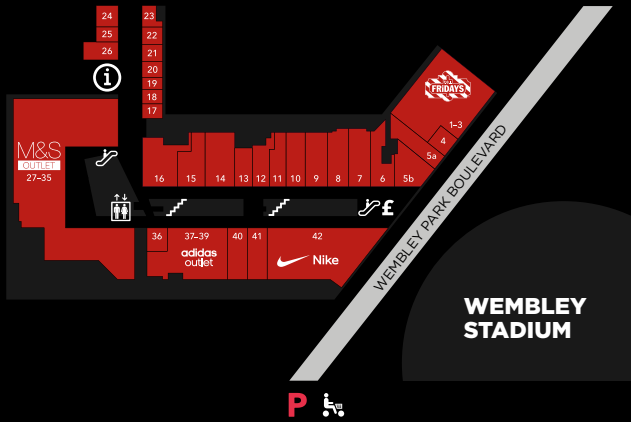 24
23
25
22
26
21
i
20
19
18
17
TGI
FRIDAYS
1-3
4
5a
M&S
OUTLET
27-35
16
15
14
13
12
11
10
9
8
7
6
5b
£
36
37-39
40
41
42
adidas
outlet
Nike
WEMBLEY PARK BOULEVARD
WEMBLEY
STADIUM
P